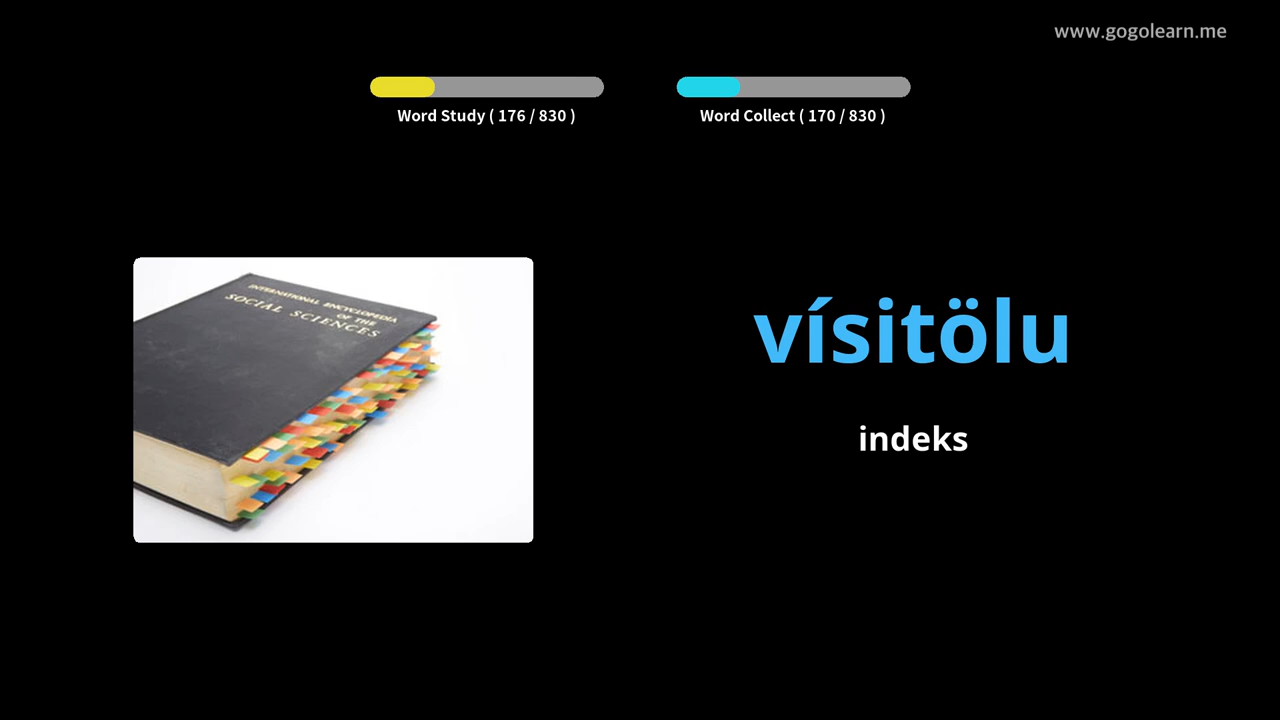 www.gogolearn.me
Word Study ( 176 / 830 )
Word Collect ( 170 / 830 )
INTERNATIONAL ENCYCLOPEDIA
OF THE
SOCIAL SCIENCES
vísitölu
indeks